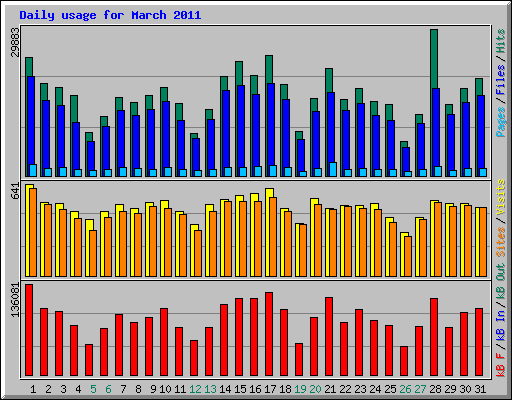 Daily usage for March 2011
29883
Pages / Files / Hits
641
Sites / Visits
136081
kB F / kB In / kB Out
1 2 3 4 5 6 7 8 9 10 11 12 13 14 15 16 17 18 19 20 21 22 23 24 25 26 27 28 29 30 31